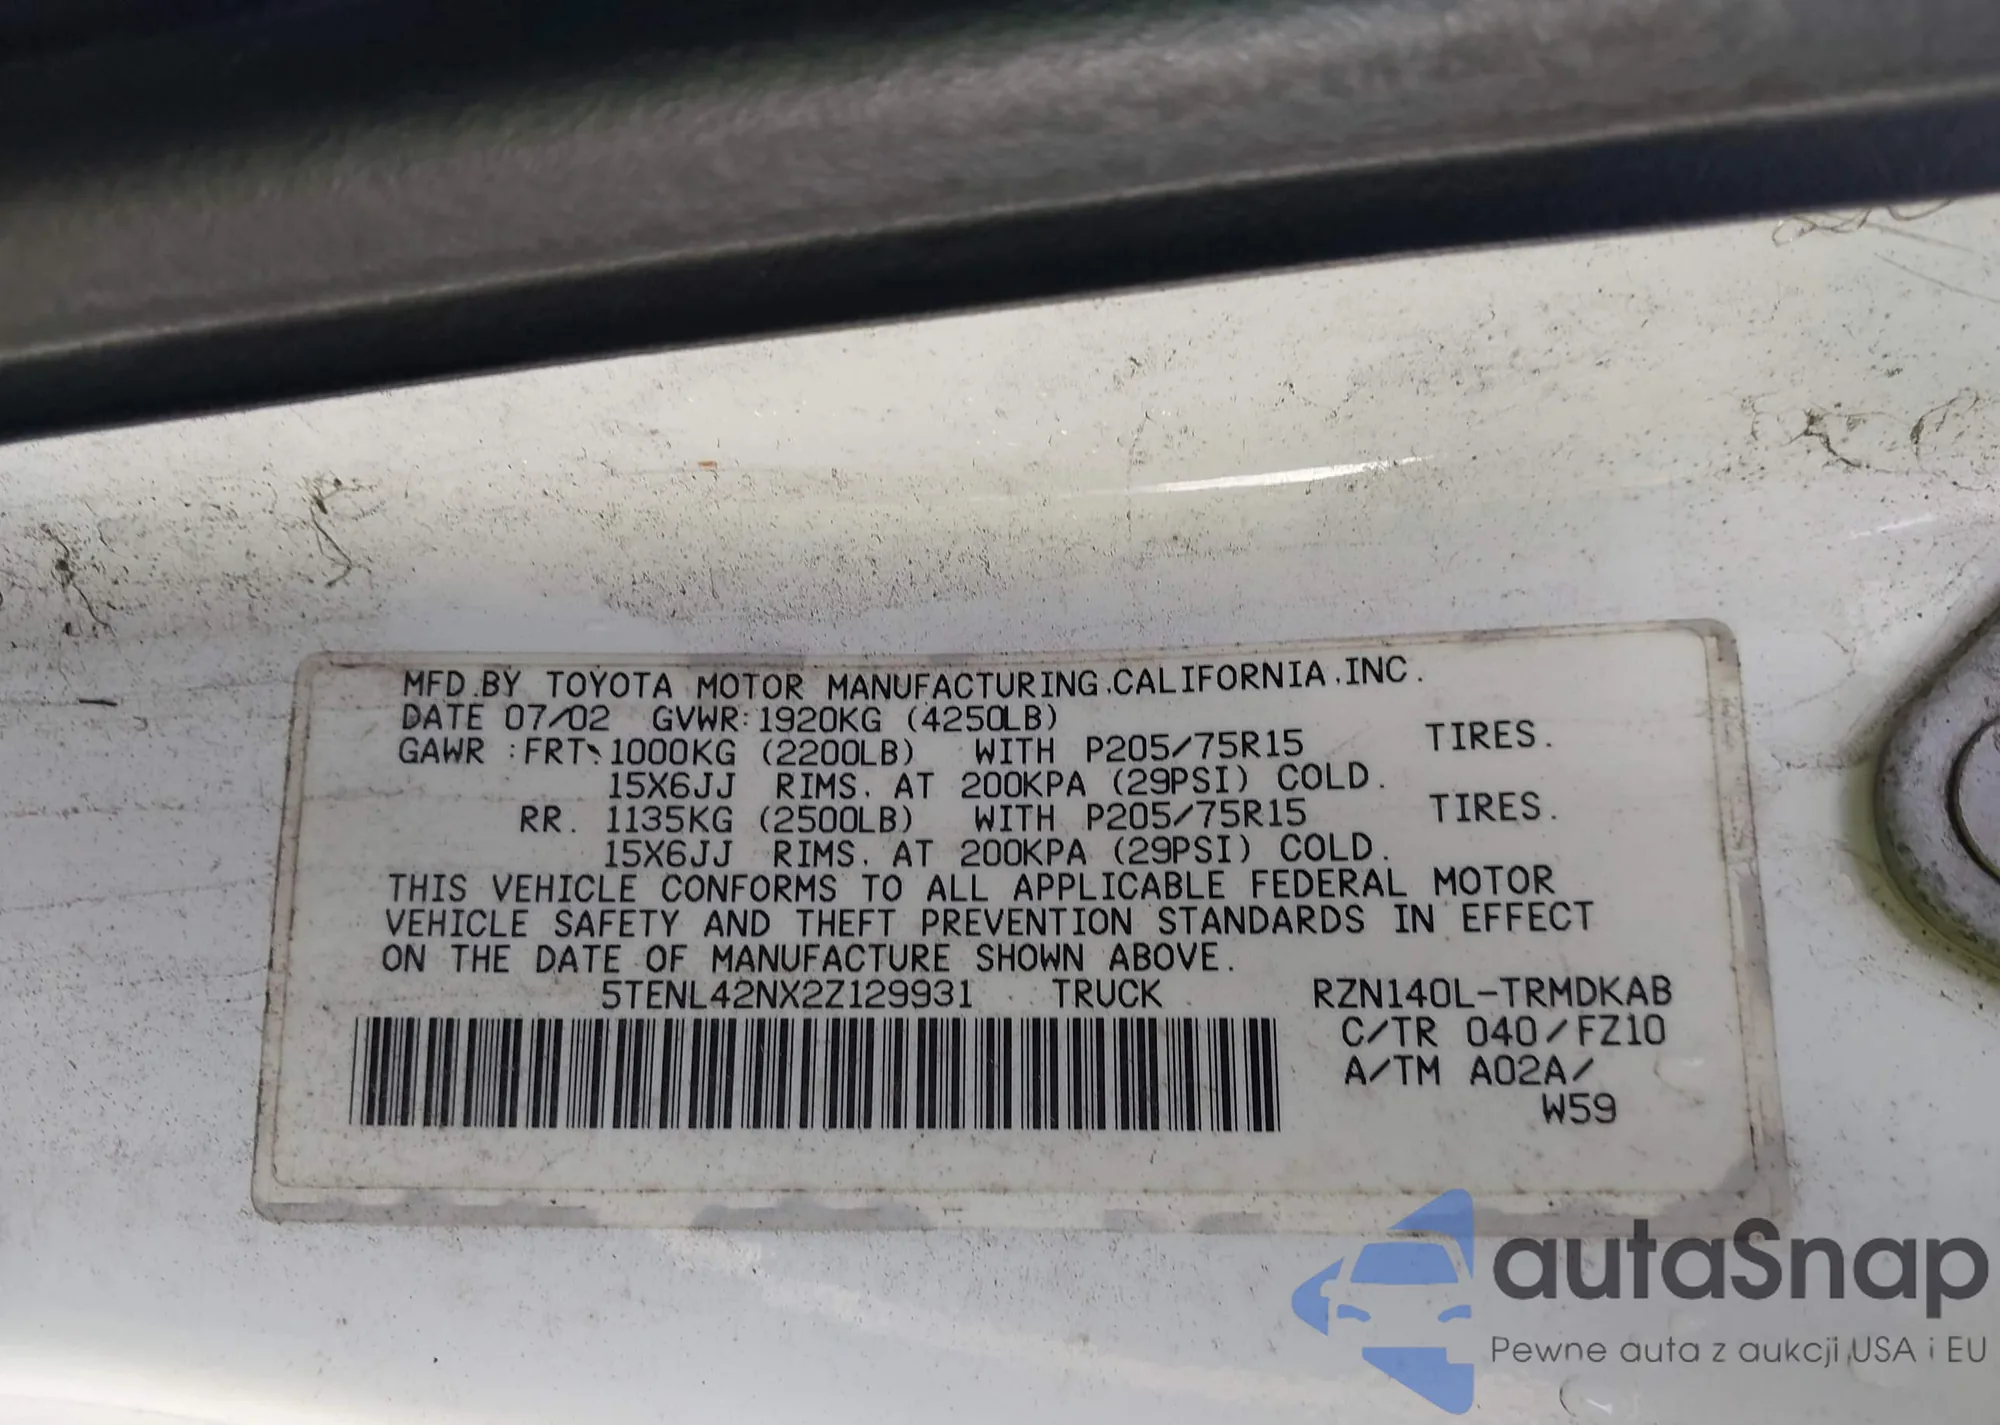 MFD.BY TOYOTA MOTOR MANUFACTURING.CALIFORNIA.INC.
DATE 07/02 GVWR:1920KG (4250LB)
GAWR :FRT: 1000KG (2200LB) WITH P205/75R15 TIRES.
15X6JJ RIMS. AT 200KPA (29PSI) COLD.
RR. 1135KG (2500LB) WITH P205/75R15 TIRES.
15X6JJ RIMS. AT 200KPA (29PSI) COLD.
THIS VEHICLE CONFORMS TO ALL APPLICABLE FEDERAL MOTOR
VEHICLE SAFETY AND THEFT PREVENTION STANDARDS IN EFFECT
ON THE DATE OF MANUFACTURE SHOWN ABOVE.
5TENL42NX2Z129931 TRUCK RZN140L-TRMDKAB
C/TR 040/FZ10
A/TM A02A/
W59
autaSnap
Pewne auta z aukcji USA i EU